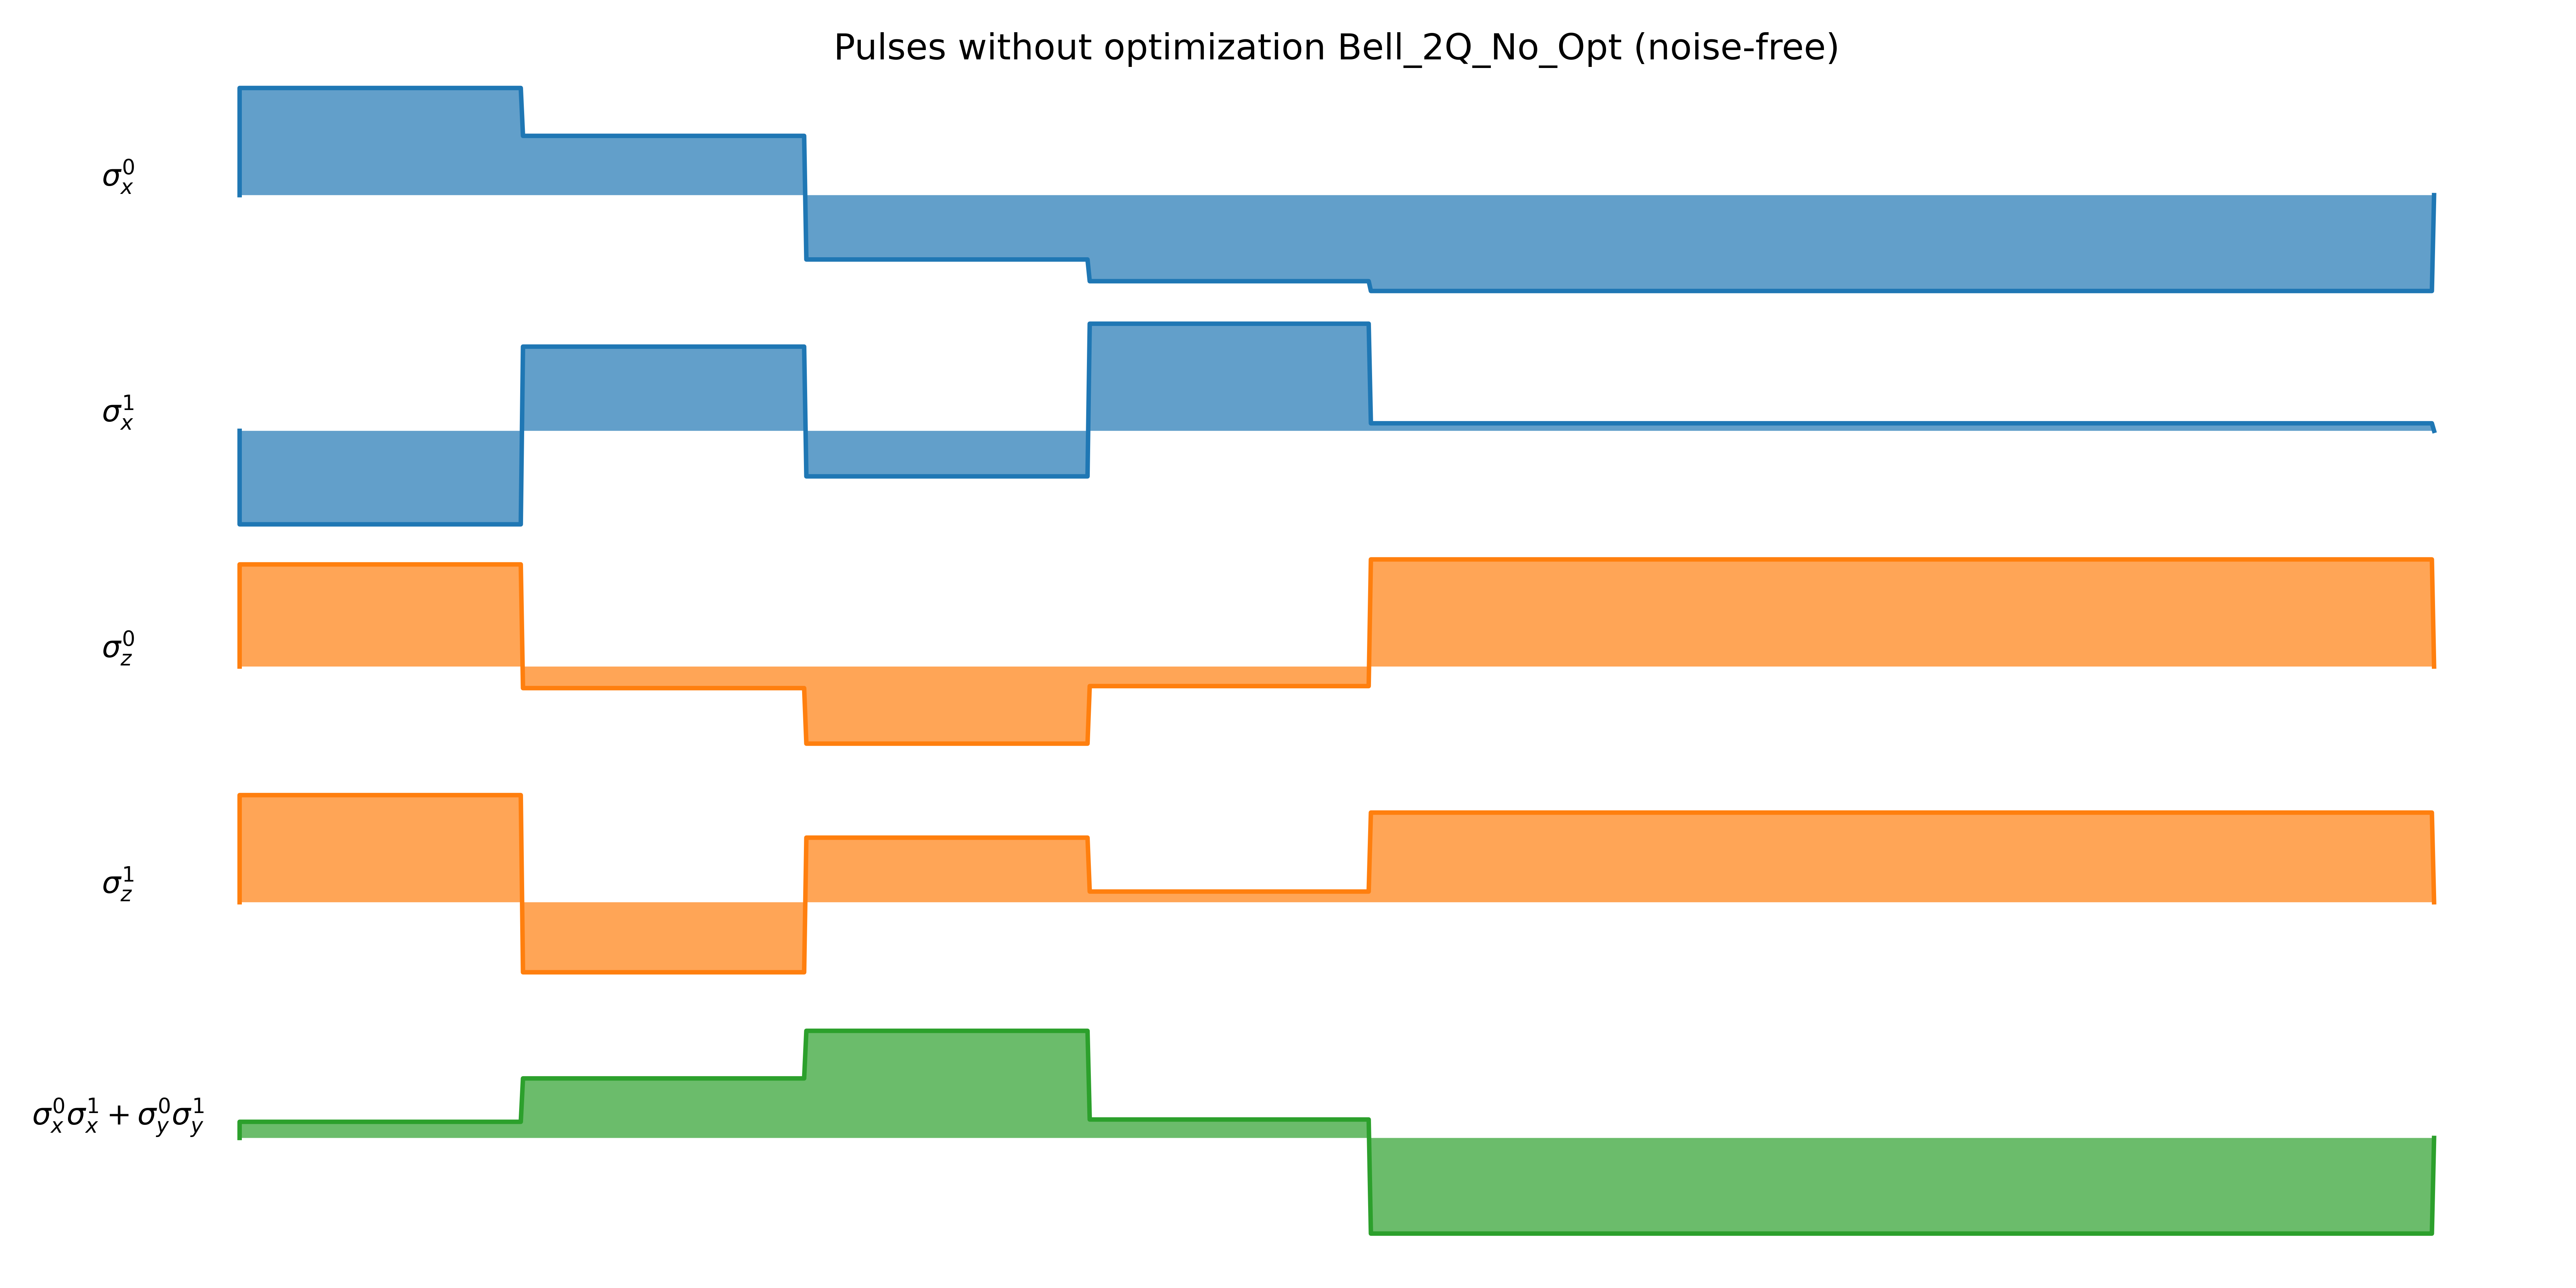 Pulses without optimization Bell_2Q_No_Opt (noise-free)
σ_x^0
σ_x^1
σ_z^0
σ_z^1
σ_x^0σ_x^1 + σ_y^0σ_y^1